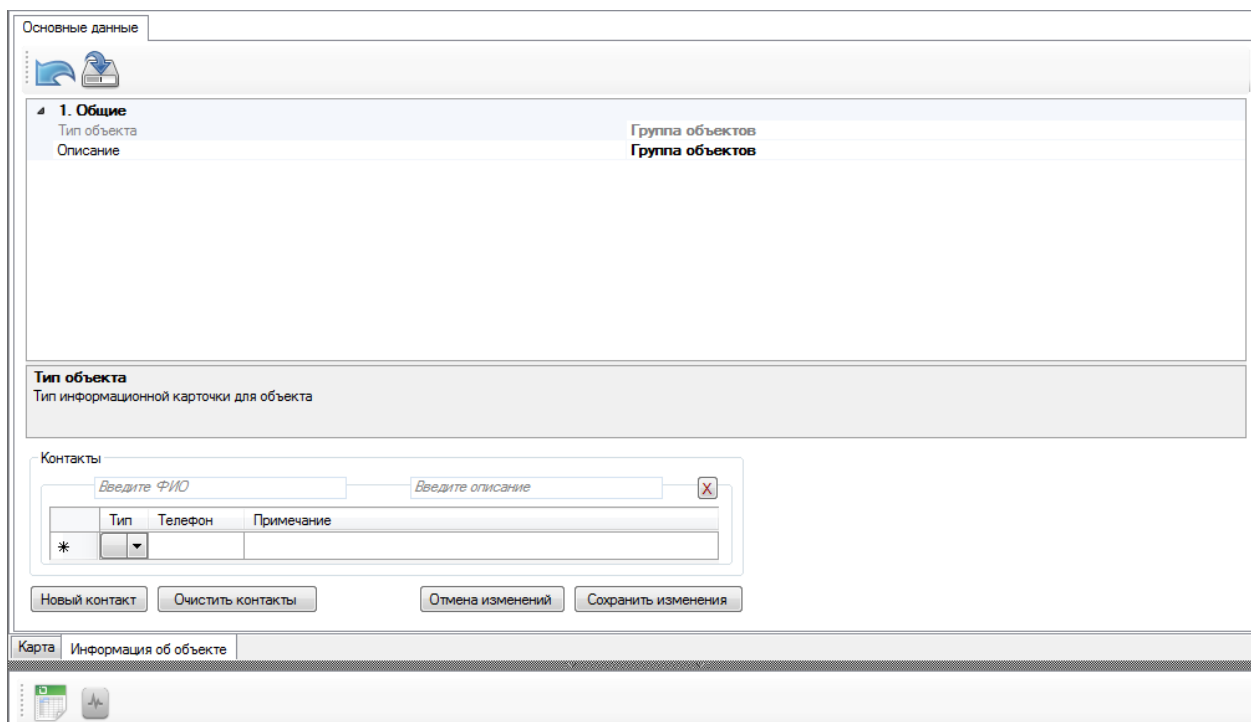 Основные данные
1. Общие
Тип объекта Группа объектов
Описание Группа объектов
Тип объекта
Тип информационной карточки для объекта
Контакты
Введите ФИО Введите описание X
Тип Телефон Примечание
Новый контакт Очистить контакты Отмена изменений Сохранить изменения
Карта Информация об объекте